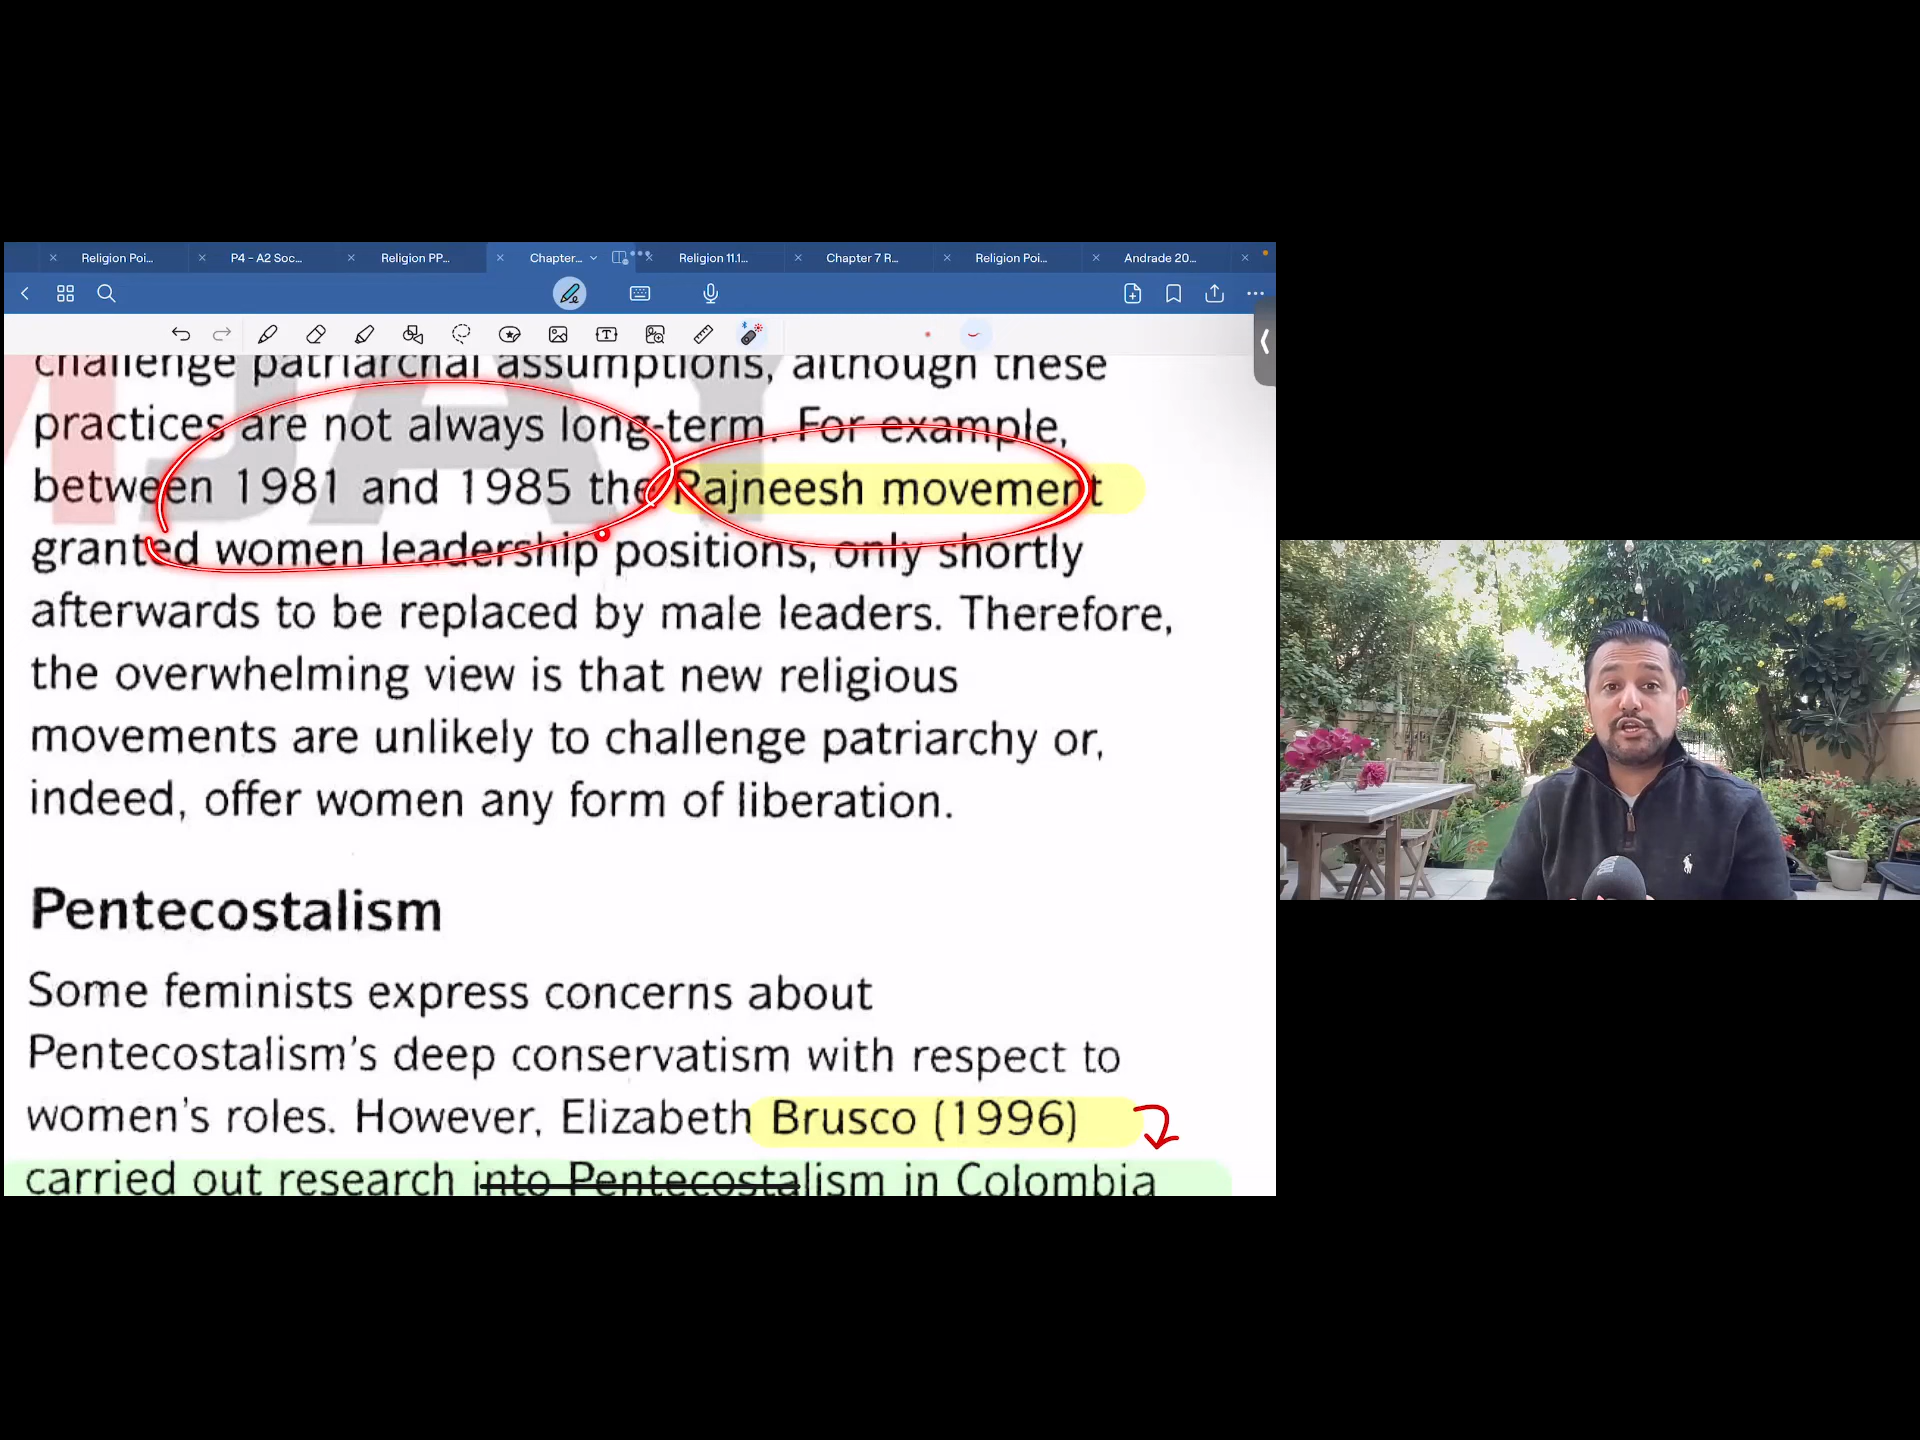 Religion Poi...
P4 - A2 Soc...
Religion PP...
Chapter...
Religion 11.1...
Chapter 7 R...
Religion Poi...
Andrade 20...
challenge patriarchal assumptions, although these
practices are not always long-term. For example,
between 1981 and 1985 the Rajneesh movement
granted women leadership positions, only shortly
afterwards to be replaced by male leaders. Therefore,
the overwhelming view is that new religious
movements are unlikely to challenge patriarchy or,
indeed, offer women any form of liberation.
Pentecostalism
Some feminists express concerns about
Pentecostalism's deep conservatism with respect to
women's roles. However, Elizabeth Brusco (1996)
carried out research into Pentecostalism in Colombia